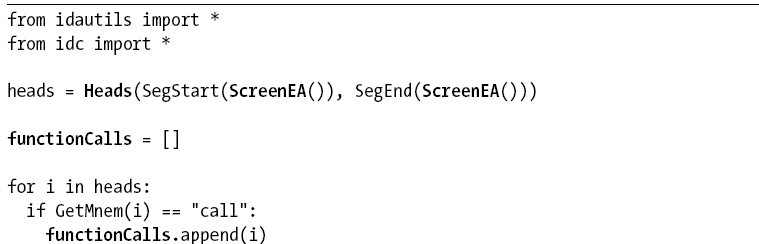 from idautils import *
from idc import *
heads = Heads(SegStart(ScreenEA()), SegEnd(ScreenEA()))
functionCalls = []
for i in heads:
  if GetMnem(i) == "call":
    functionCalls.append(i)